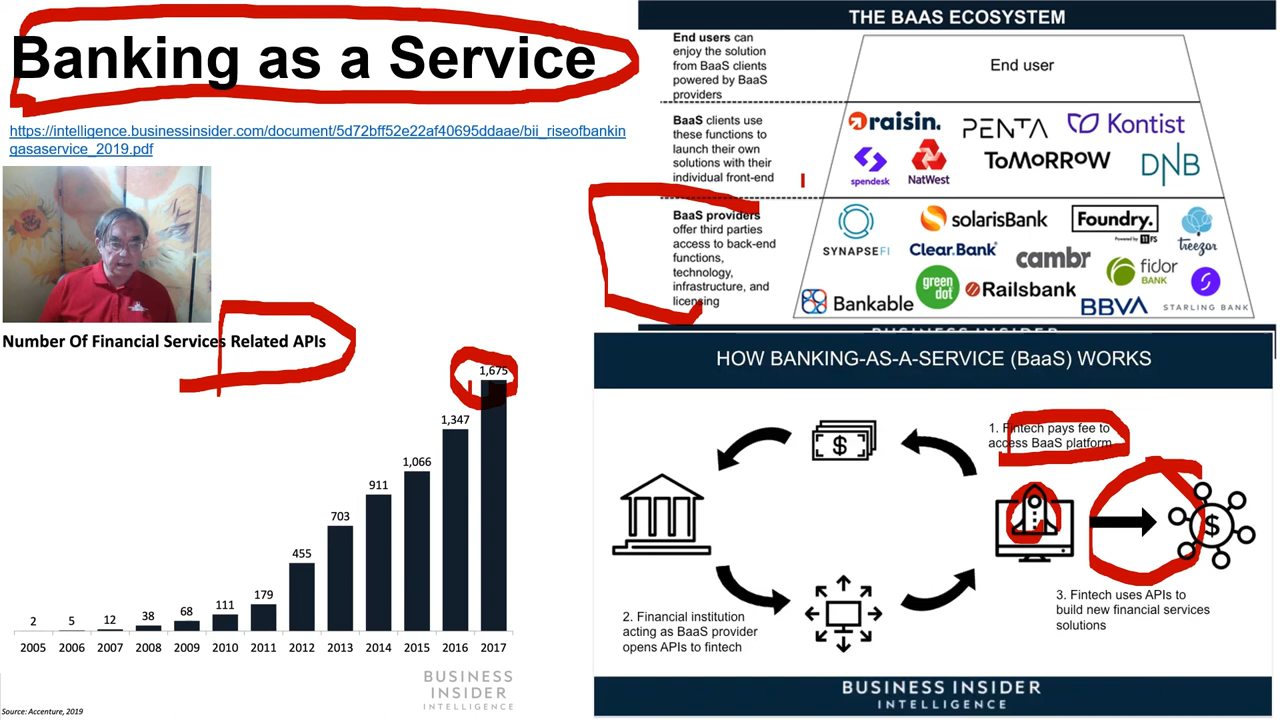 Banking as a Service
https://intelligence.businessinsider.com/document/5d72bff52e22af40695ddaae/bii_riseofbankin
gasaservice_2019.pdf
Number Of Financial Services Related APIs
1,675
1,347
1,066
911
703
455
179
111
68
38
12
5
2
2005 2006 2007 2008 2009 2010 2011 2012 2013 2014 2015 2016 2017
BUSINESS
INSIDER
INTELLIGENCE
Source: Accenture, 2019
THE BAAS ECOSYSTEM
End users can
enjoy the solution
from BaaS clients
powered by BaaS
providers
End user
BaaS clients use
these functions to
launch their own
solutions with their
individual front-end
raisin. PENTA Kontist
spendesk NatWest TOMORROW DNB
BaaS providers
offer third parties
access to back-end
functions,
technology,
infrastructure, and
licensing
SYNAPSEFI solarisBank Foundry. treezor
Powered by 11:FS
Clear.Bank cambr fidor
BANK
green
dot
Railsbank
Bankable BBVA STARLING BANK
BUSINESS INSIDER
HOW BANKING-AS-A-SERVICE (BaaS) WORKS
1. Fintech pays fee to
access BaaS platform
$
$
2. Financial institution
acting as BaaS provider
opens APIs to fintech
3. Fintech uses APIs to
build new financial services
solutions
BUSINESS INSIDER
INTELLIGENCE